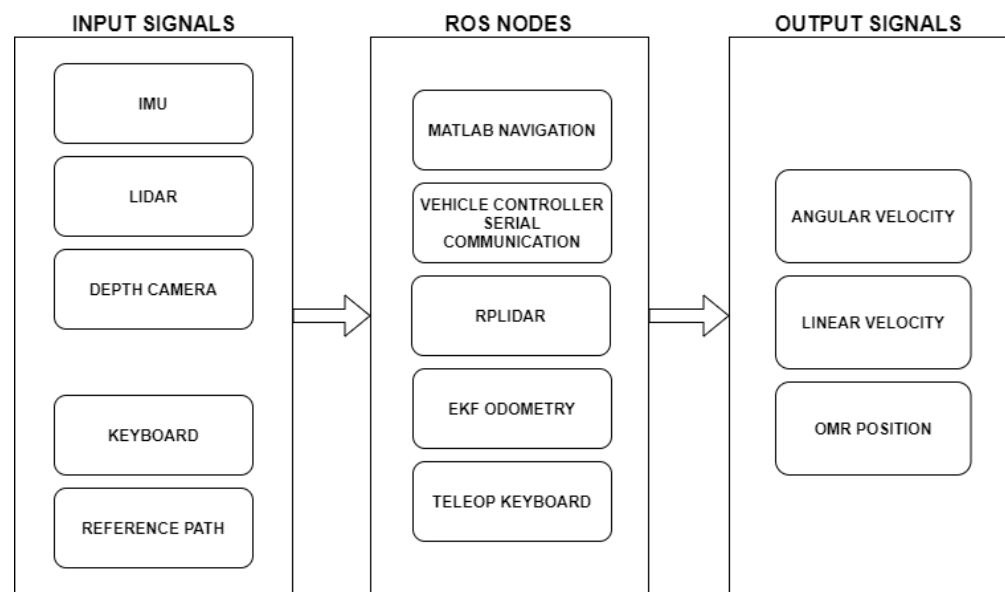 INPUT SIGNALS
IMU
LIDAR
DEPTH CAMERA
KEYBOARD
REFERENCE PATH
ROS NODES
MATLAB NAVIGATION
VEHICLE CONTROLLER
SERIAL
COMMUNICATION
RPLIDAR
EKF ODOMETRY
TELEOP KEYBOARD
OUTPUT SIGNALS
ANGULAR VELOCITY
LINEAR VELOCITY
OMR POSITION